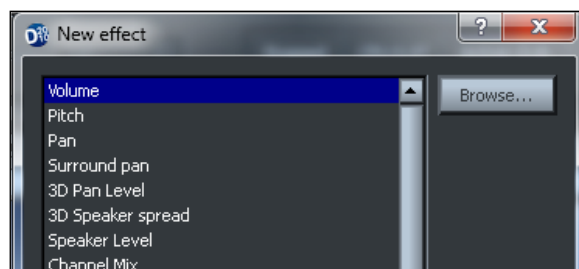 New effect
Volume
Browse...
Pitch
Pan
Surround pan
3D Pan Level
3D Speaker spread
Speaker Level
Channel Mix